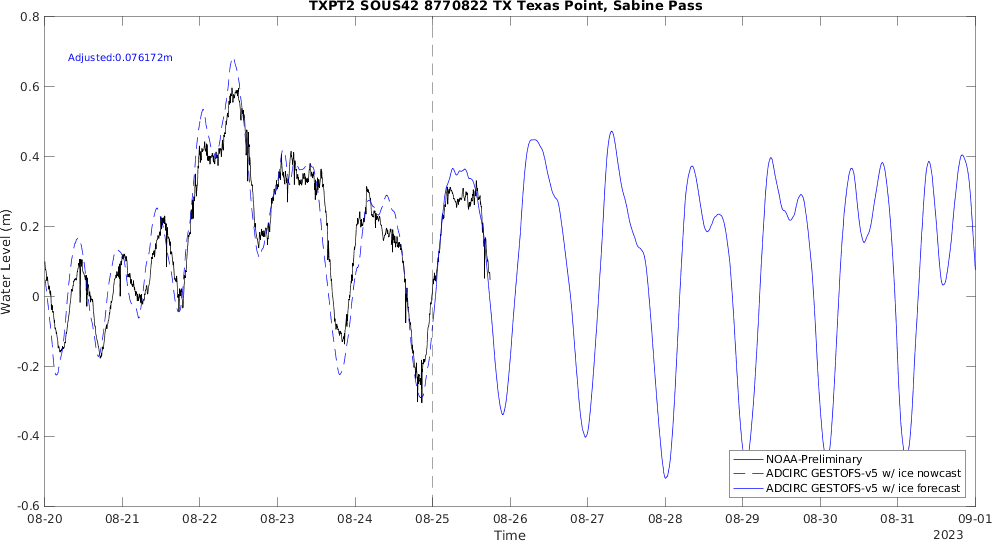 TXPT2 SOUS42 8770822 TX Texas Point, Sabine Pass
Adjusted:0.076172m
Water Level (m)
0.8
0.6
0.4
0.2
0
-0.2
-0.4
-0.6
NOAA-Preliminary
ADCIRC GESTOFS-v5 w/ ice nowcast
ADCIRC GESTOFS-v5 w/ ice forecast
08-20 08-21 08-22 08-23 08-24 08-25 08-26 08-27 08-28 08-29 08-30 08-31 09-01
Time
2023